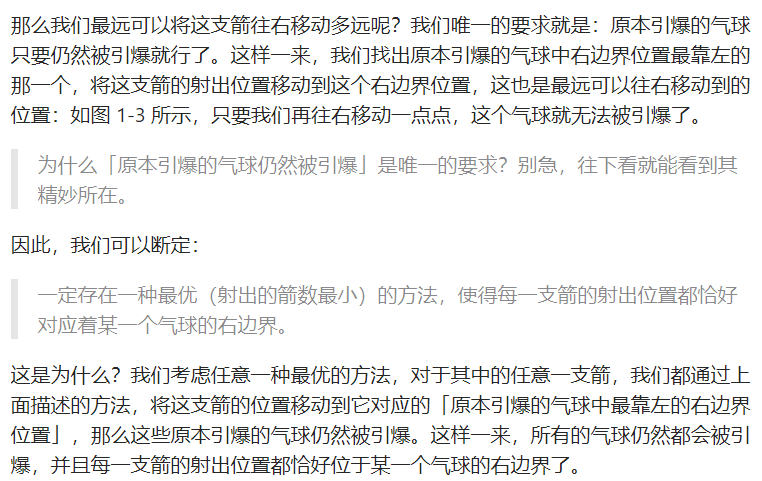 那么我们最远可以将这支箭往右移动多远呢？我们唯一的要求就是：原本引爆的气球
只要仍然被引爆就行了。这样一来，我们找出原本引爆的气球中右边界位置最靠左的
那一个，将这支箭的射出位置移动到这个右边界位置，这也是最远可以往右移动到的
位置：如图 1-3 所示，只要我们再往右移动一点点，这个气球就无法被引爆了。
为什么「原本引爆的气球仍然被引爆」是唯一的要求？别急，往下看就能看到其
精妙所在。
因此，我们可以断定：
一定存在一种最优（射出的箭数最小）的方法，使得每一支箭的射出位置都恰好
对应着某一个气球的右边界。
这是为什么？我们考虑任意一种最优的方法，对于其中的任意一支箭，我们都通过上
面描述的方法，将这支箭的位置移动到它对应的「原本引爆的气球中最靠左的右边界
位置」，那么这些原本引爆的气球仍然被引爆。这样一来，所有的气球仍然都会被引
爆，并且每一支箭的射出位置都恰好位于某一个气球的右边界了。